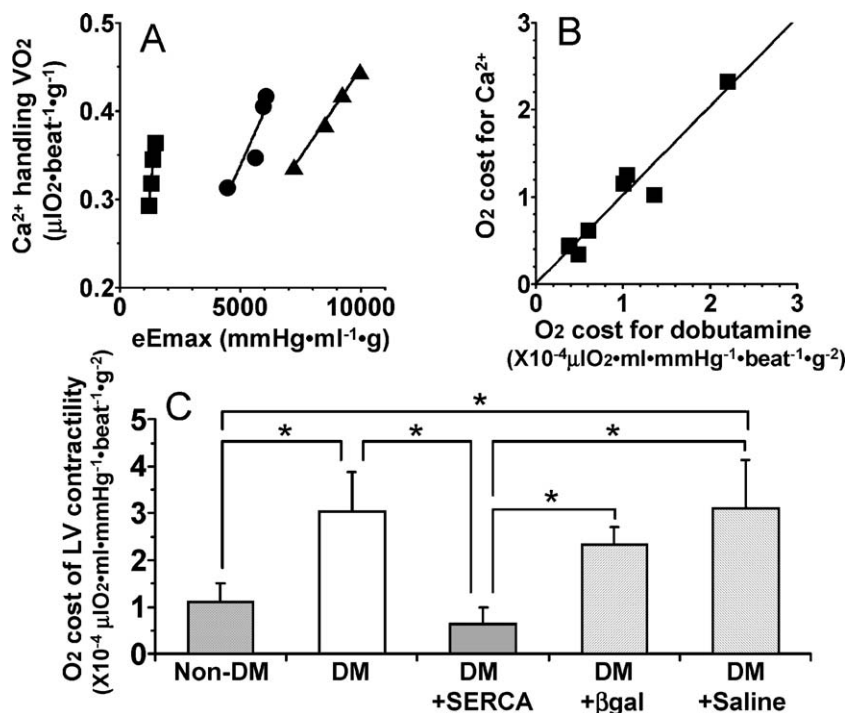 A
Ca²⁺ handling VO₂
(µlO₂•beat⁻¹•g⁻¹)
0.5
0.4
0.3
0.2
0
5000
10000
eEmax (mmHg•ml⁻¹•g)
B
O₂ cost for Ca²⁺
3
2
1
0
0
1
2
3
O₂ cost for dobutamine
(X10⁻⁴µlO₂•ml•mmHg⁻¹•beat⁻¹•g⁻²)
C
O₂ cost of LV contractility
(X10⁻⁴ µlO₂•ml•mmHg⁻¹•beat⁻¹•g⁻²)
5
4
3
2
1
0
*
*
*
*
*
Non-DM
DM
DM
+SERCA
DM
+βgal
DM
+Saline